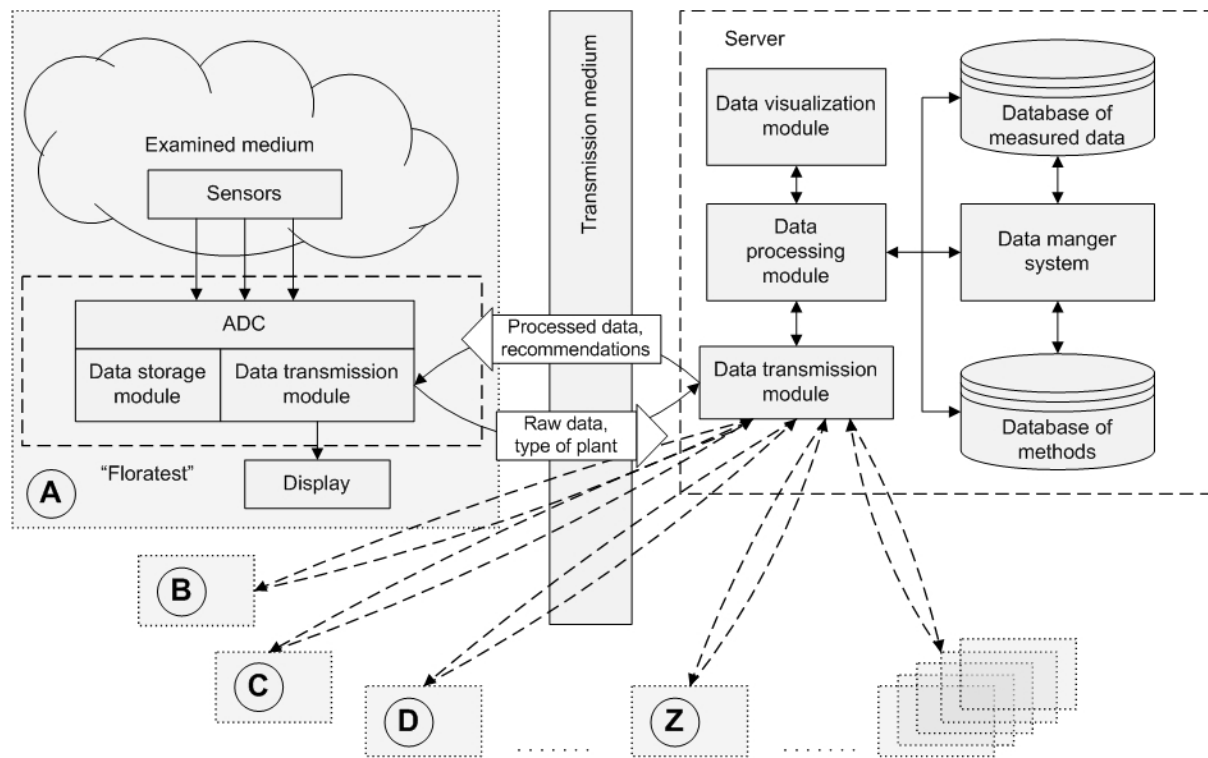 Examined medium
Sensors
ADC
Data storage
module
Data transmission
module
"Floratest"
Display
A
Transmission medium
Processed data,
recommendations
Raw data,
type of plant
Server
Data visualization
module
Data
processing
module
Data transmission
module
Database of
measured data
Data manger
system
Database of
methods
B
C
D
. . . . . . .
Z
. . . . . . .